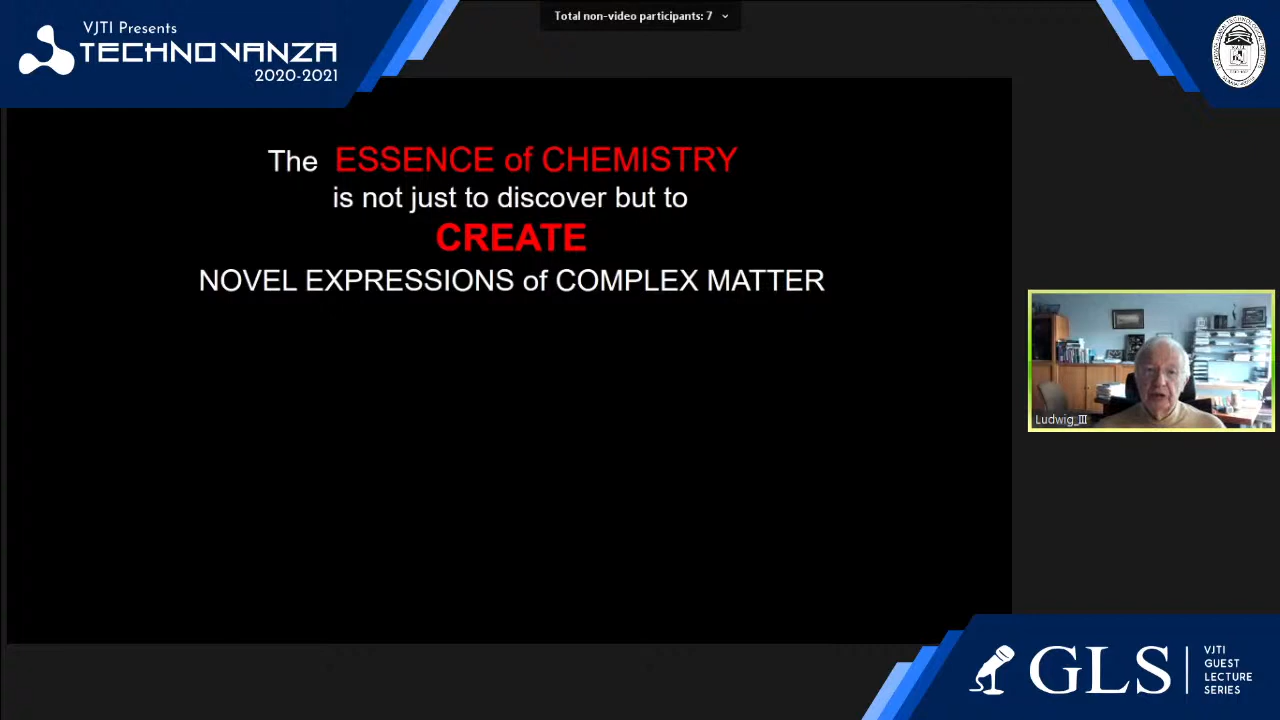 VJTI Presents
TECHNOVANZA
2020-2021
Total non-video participants: 7
The ESSENCE of CHEMISTRY
is not just to discover but to
CREATE
NOVEL EXPRESSIONS of COMPLEX MATTER
Ludwig_III
GLS
VJTI
GUEST
LECTURE
SERIES